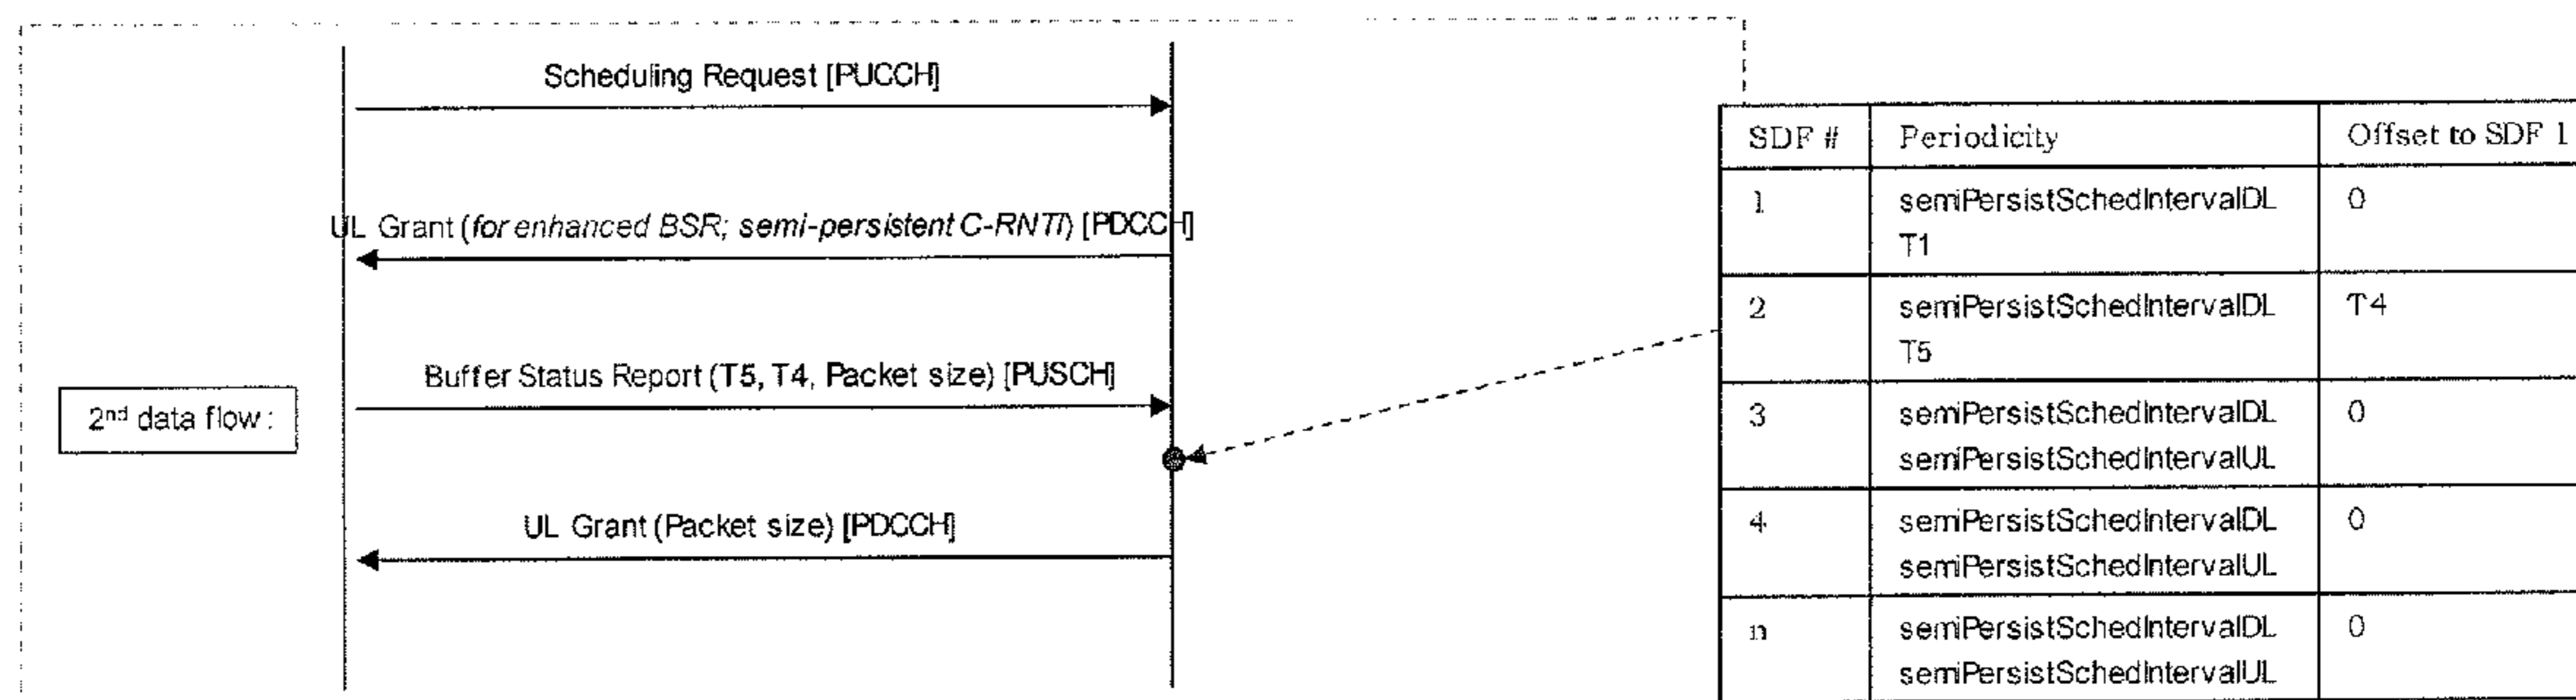 Scheduling Request [PUCCH]
UL Grant (for enhanced BSR; semi-persistent C-RNTI) [PDCCH]
Buffer Status Report (T5, T4, Packet size) [PUSCH]
2nd data flow :
UL Grant (Packet size) [PDCCH]
SDF # Periodicity Offset to SDF 1
1 semiPersistSchedIntervalDL 0
T1
2 semiPersistSchedIntervalDL T4
T5
3 semiPersistSchedIntervalDL 0
semiPersistSchedIntervalUL
4 semiPersistSchedIntervalDL 0
semiPersistSchedIntervalUL
n semiPersistSchedIntervalDL 0
semiPersistSchedIntervalUL